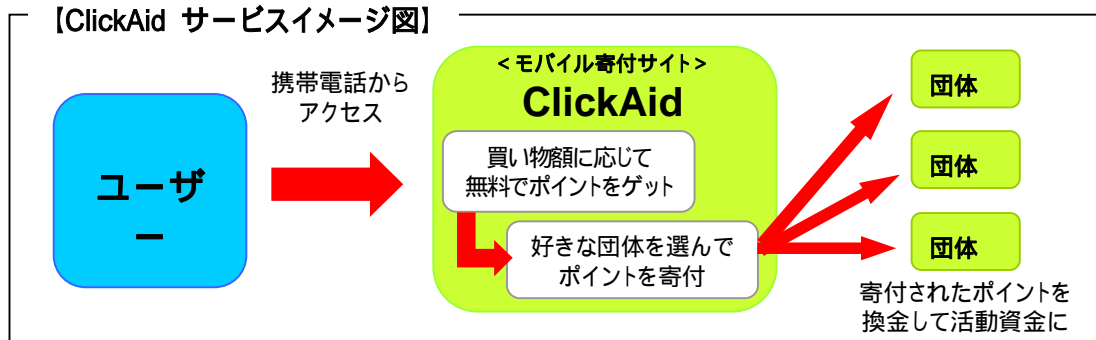 【ClickAid サービスイメージ図】
携帯電話から
アクセス
ユーザ
ー
<モバイル寄付サイト>
ClickAid
買い物額に応じて
無料でポイントをゲット
好きな団体を選んで
ポイントを寄付
団体
団体
団体
寄付されたポイントを
換金して活動資金に